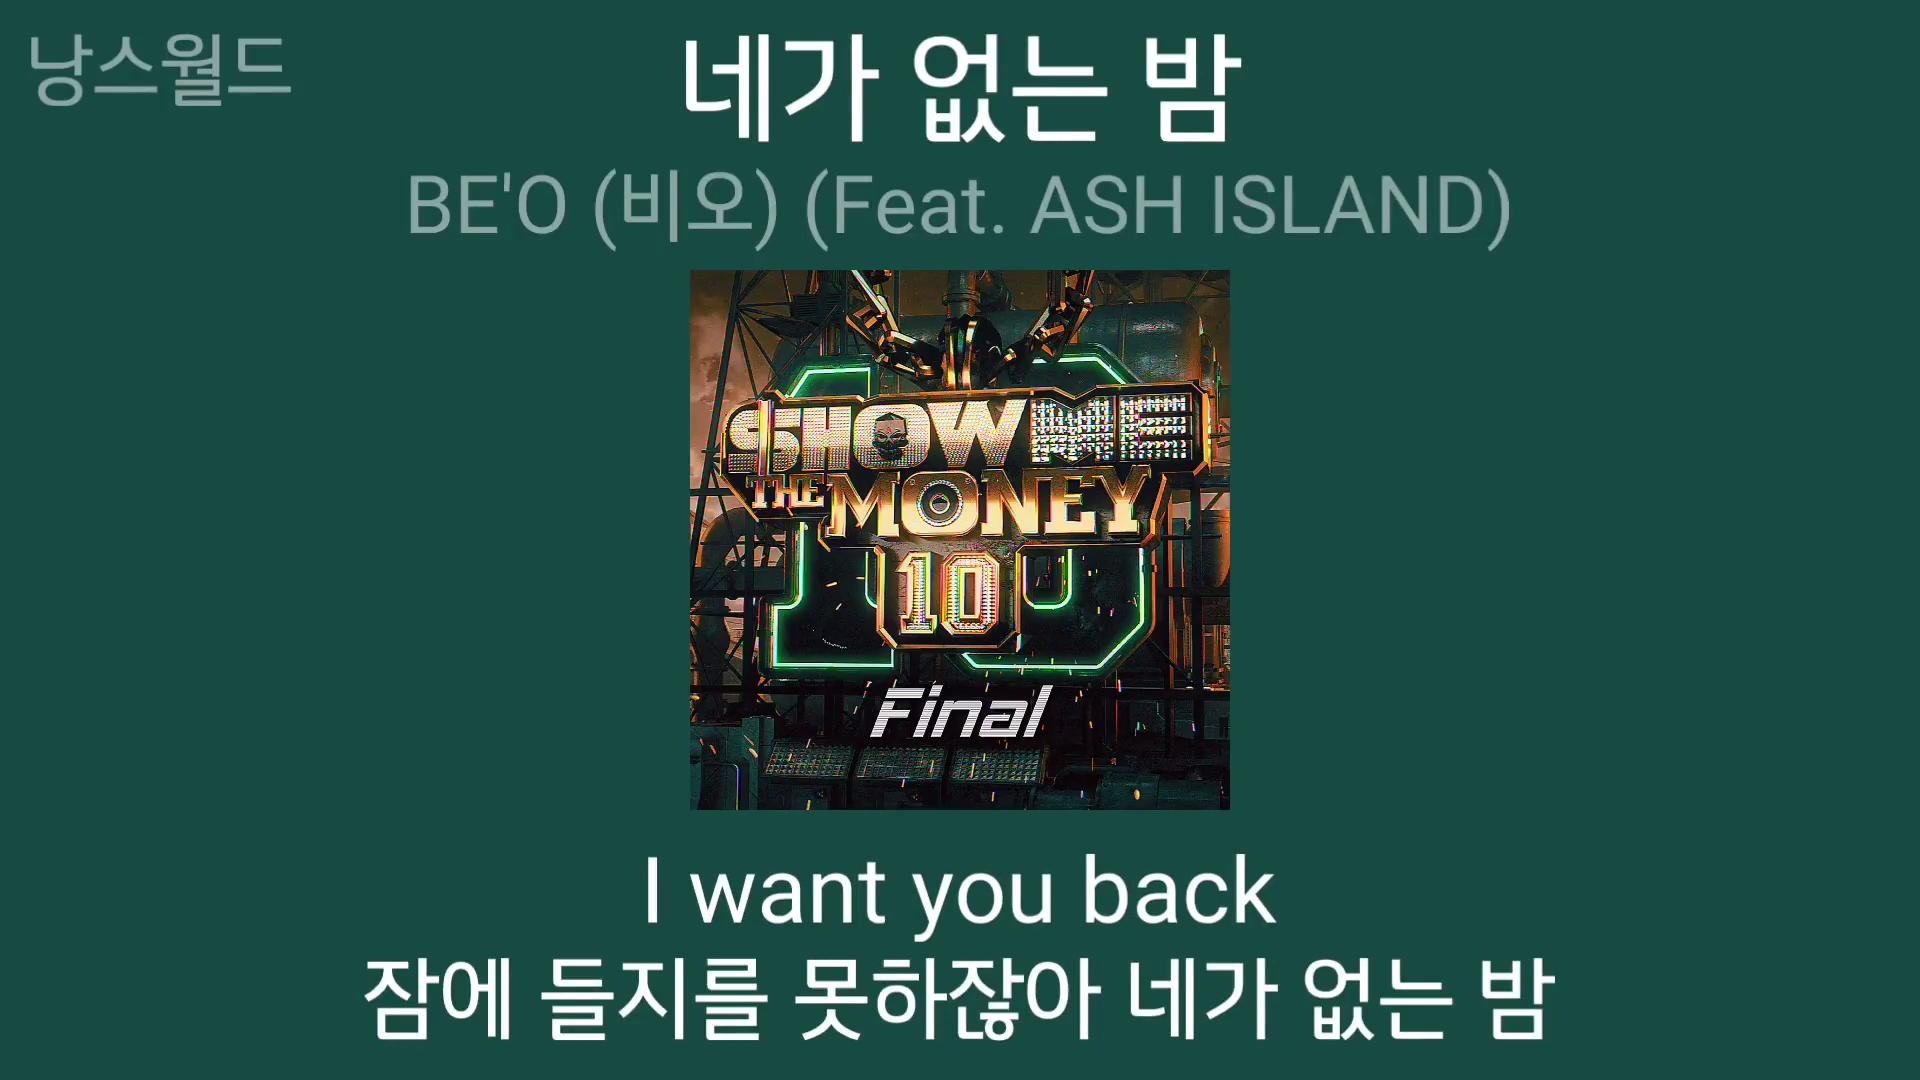 낭스월드
네가 없는 밤
BE'O (비오) (Feat. ASH ISLAND)
$HOW ME
THE MONEY
10
Final
I want you back
잠에 들지를 못하잖아 네가 없는 밤